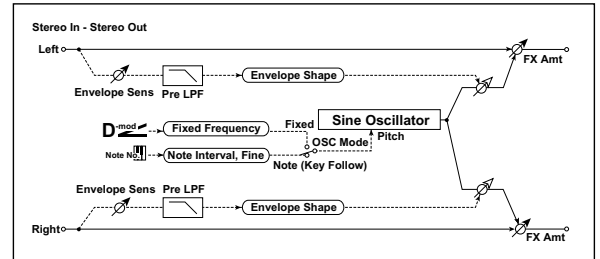 Stereo In - Stereo Out
Left
FX Amt
Envelope Sens
Pre LPF
Envelope Shape
D-mod
Fixed Frequency
Fixed
Sine Oscillator
OSC Mode
Pitch
Note No.
Note Interval, Fine
Note (Key Follow)
Envelope Sens
Pre LPF
Envelope Shape
Right
FX Amt